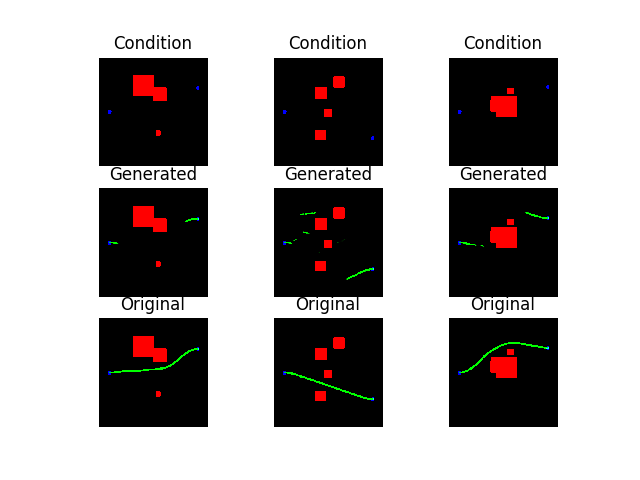 Condition Condition Condition
Generated Generated Generated
Original Original Original